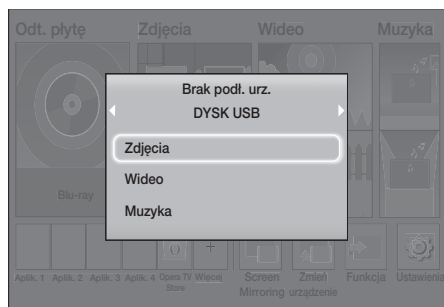 Odt. płytę Zdjęcia Wideo Muzyka
Brak podł. urz.
DYSK USB
Zdjęcia
Wideo
Muzyka
Blu-ray
Aplik. 1 Aplik. 2 Aplik. 3 Aplik. 4 Opera TV Store Więcej Screen Mirroring Zmień urządzenie Funkcja Ustawienia